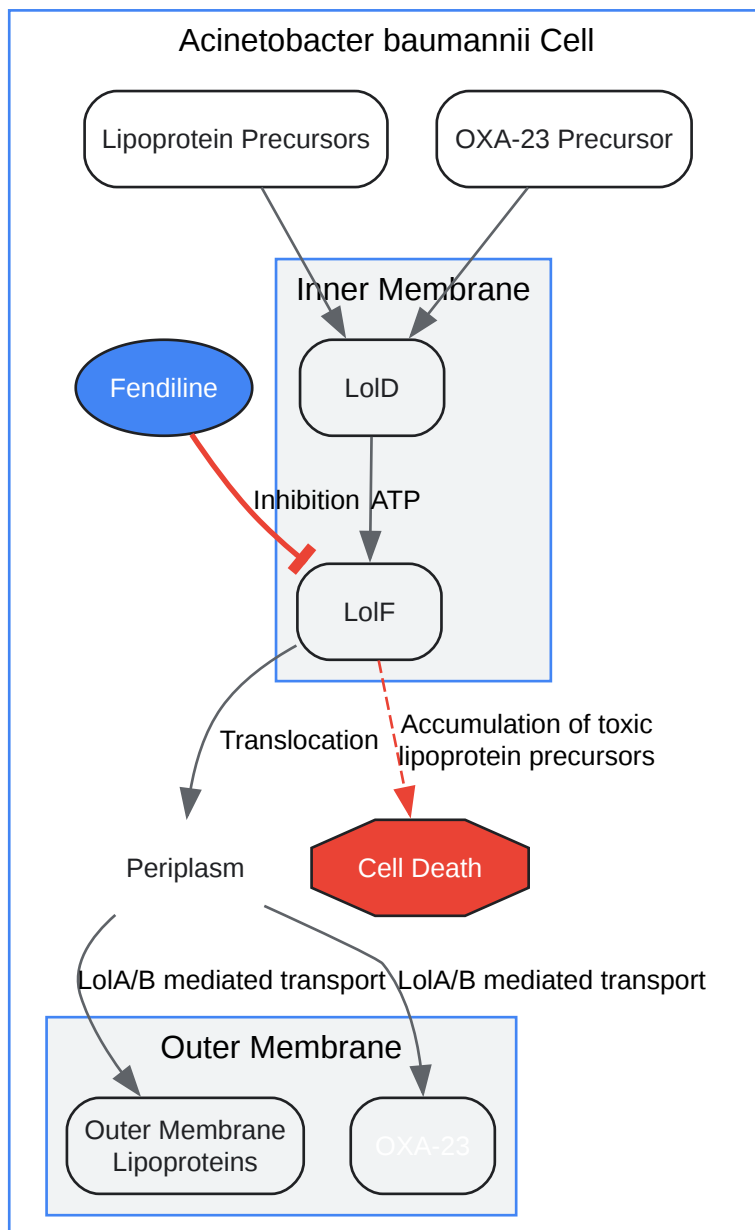 Acinetobacter baumannii Cell
Lipoprotein Precursors
OXA-23 Precursor
Inner Membrane
Fendiline
LolD
Inhibition
ATP
LolF
Translocation
Accumulation of toxic
lipoprotein precursors
Periplasm
Cell Death
LolA/B mediated transport
LolA/B mediated transport
Outer Membrane
Outer Membrane
Lipoproteins
OXA-23